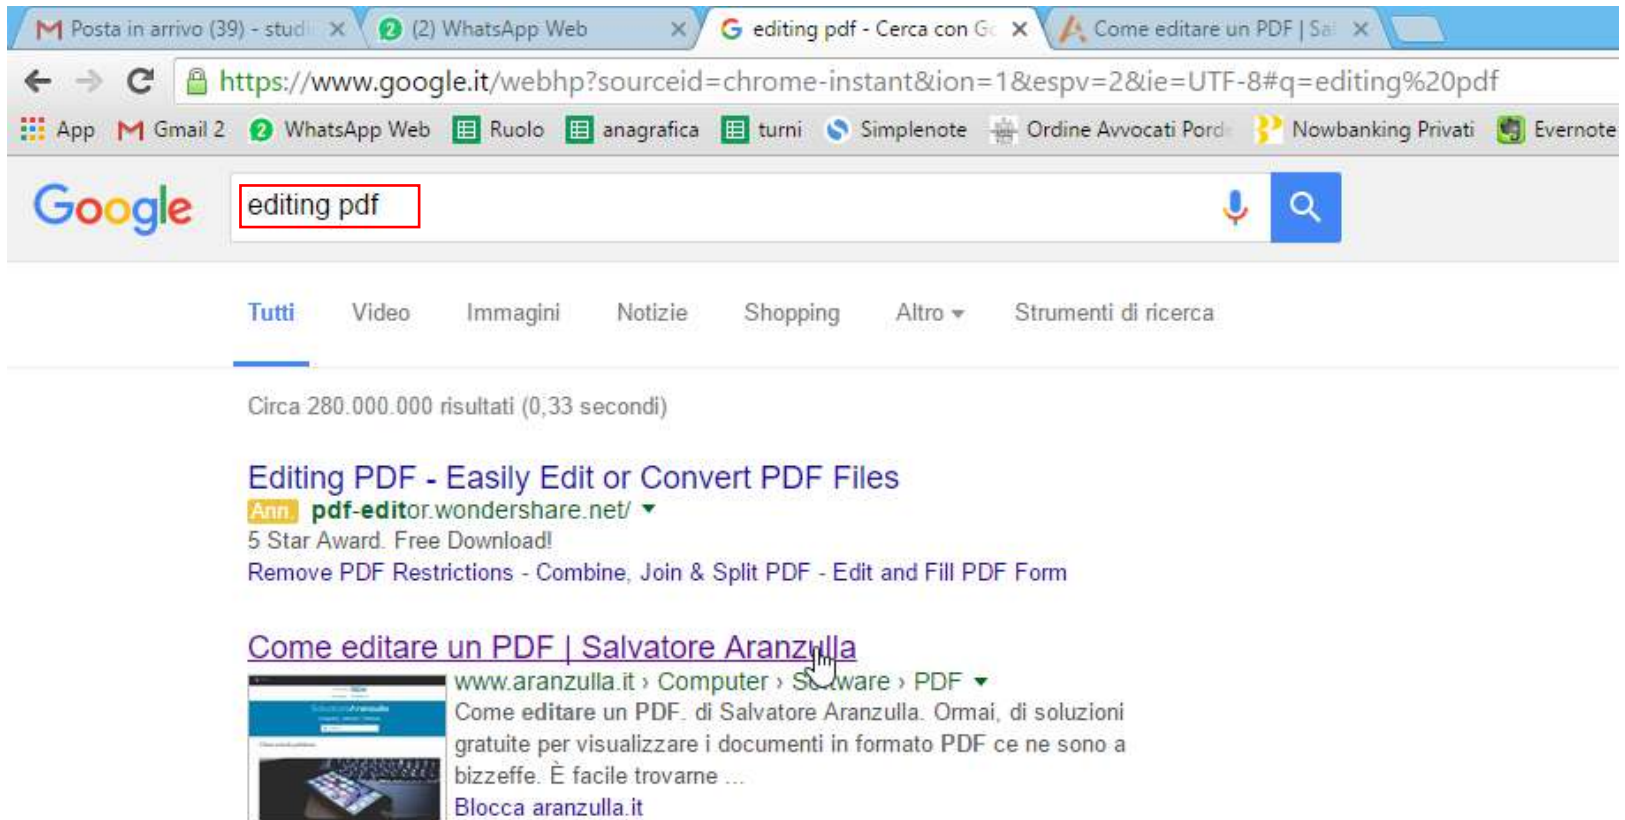 Posta in arrivo (39) - studi
(2) WhatsApp Web
editing pdf - Cerca con Go
Come editare un PDF | Sal
https://www.google.it/webhp?sourceid=chrome-instant&ion=1&espv=2&ie=UTF-8#q=editing%20pdf
App Gmail 2 WhatsApp Web Ruolo anagrafica turni Simplenote Ordine Avvocati Pord Nowbanking Privati Evernote
Google editing pdf
Tutti Video Immagini Notizie Shopping Altro Strumenti di ricerca
Circa 280.000.000 risultati (0,33 secondi)
Editing PDF - Easily Edit or Convert PDF Files
Ann. pdf-editor.wondershare.net/
5 Star Award. Free Download!
Remove PDF Restrictions - Combine, Join & Split PDF - Edit and Fill PDF Form
Come editare un PDF | Salvatore Aranzulla
www.aranzulla.it › Computer › Software › PDF
Come editare un PDF. di Salvatore Aranzulla. Ormai, di soluzioni
gratuite per visualizzare i documenti in formato PDF ce ne sono a
bizzeffe. È facile trovarne ...
Blocca aranzulla.it